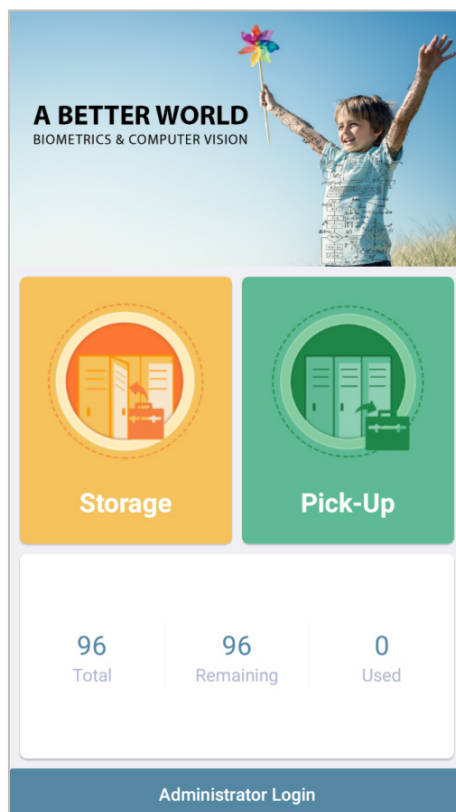 A BETTER WORLD
BIOMETRICS & COMPUTER VISION
Storage
Pick-Up
96
Total
96
Remaining
0
Used
Administrator Login